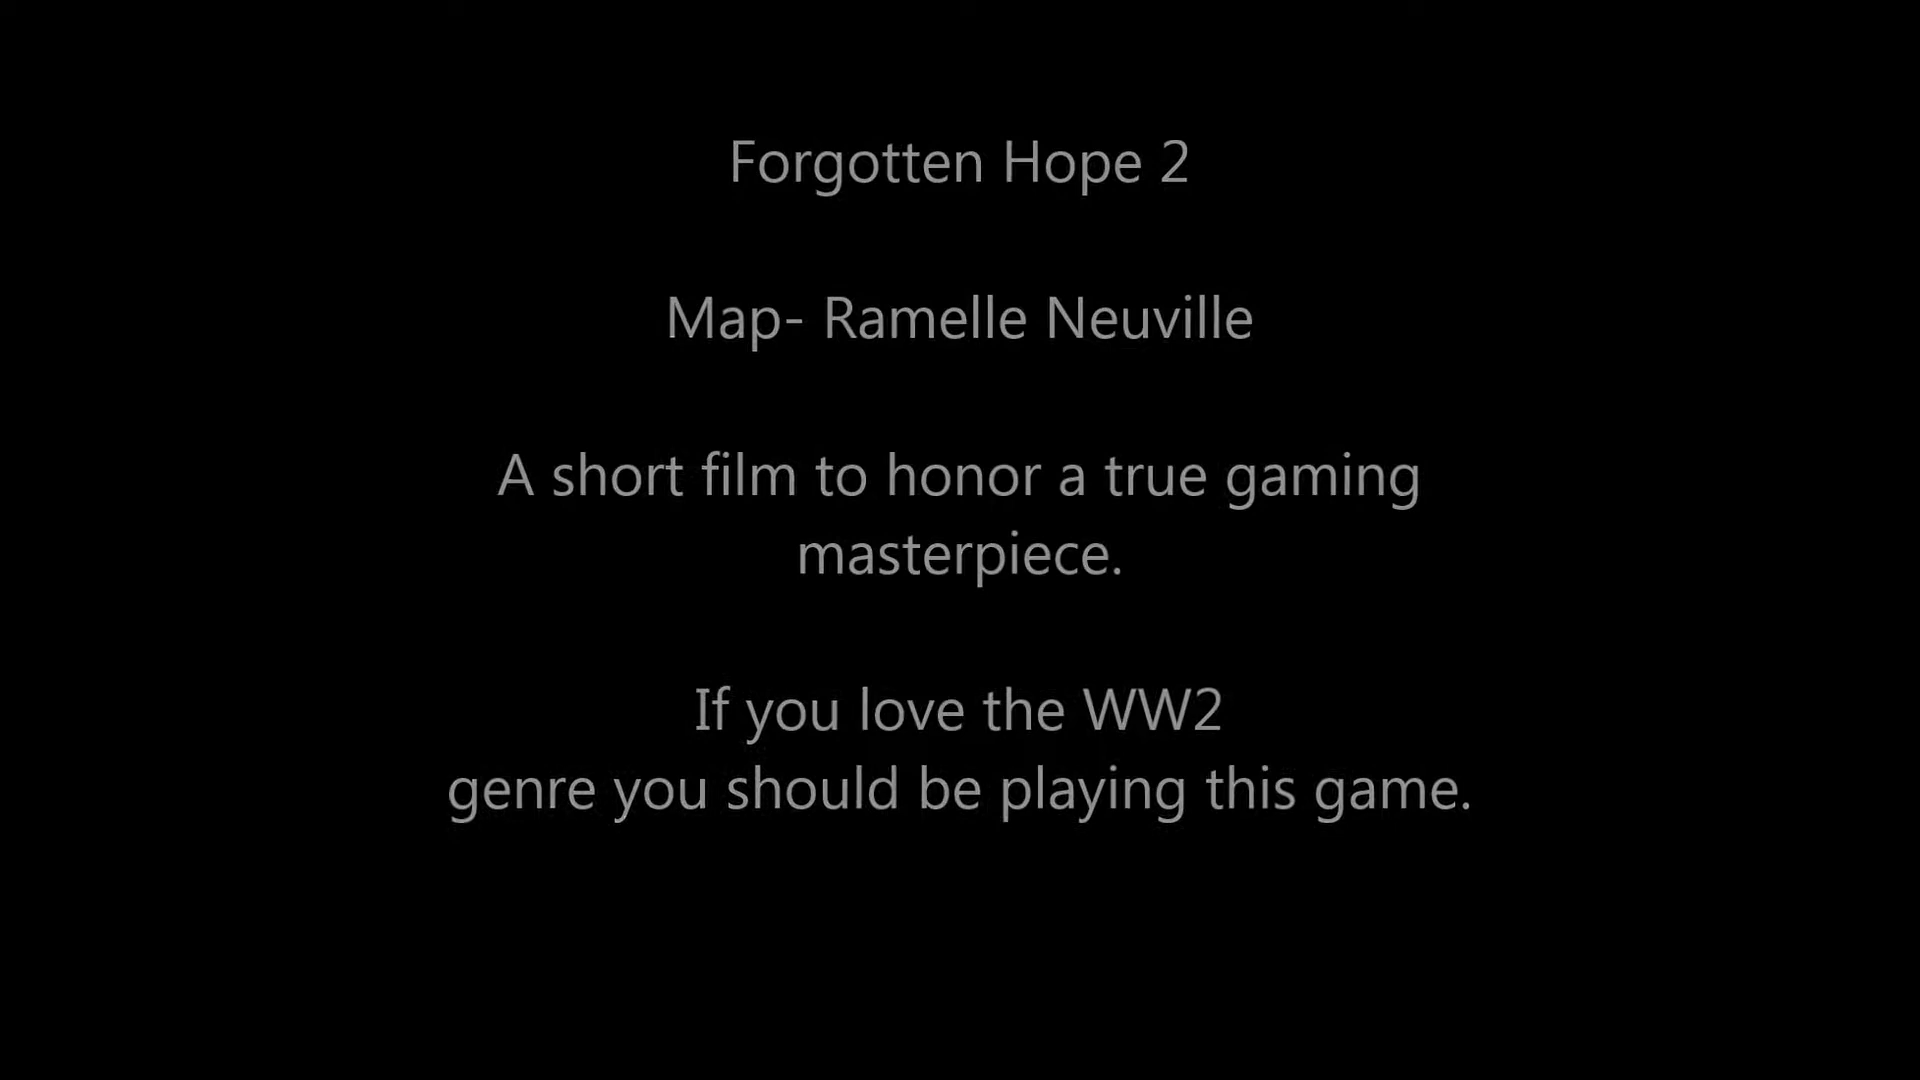 Forgotten Hope 2
Map- Ramelle Neuville
A short film to honor a true gaming
masterpiece.
If you love the WW2
genre you should be playing this game.